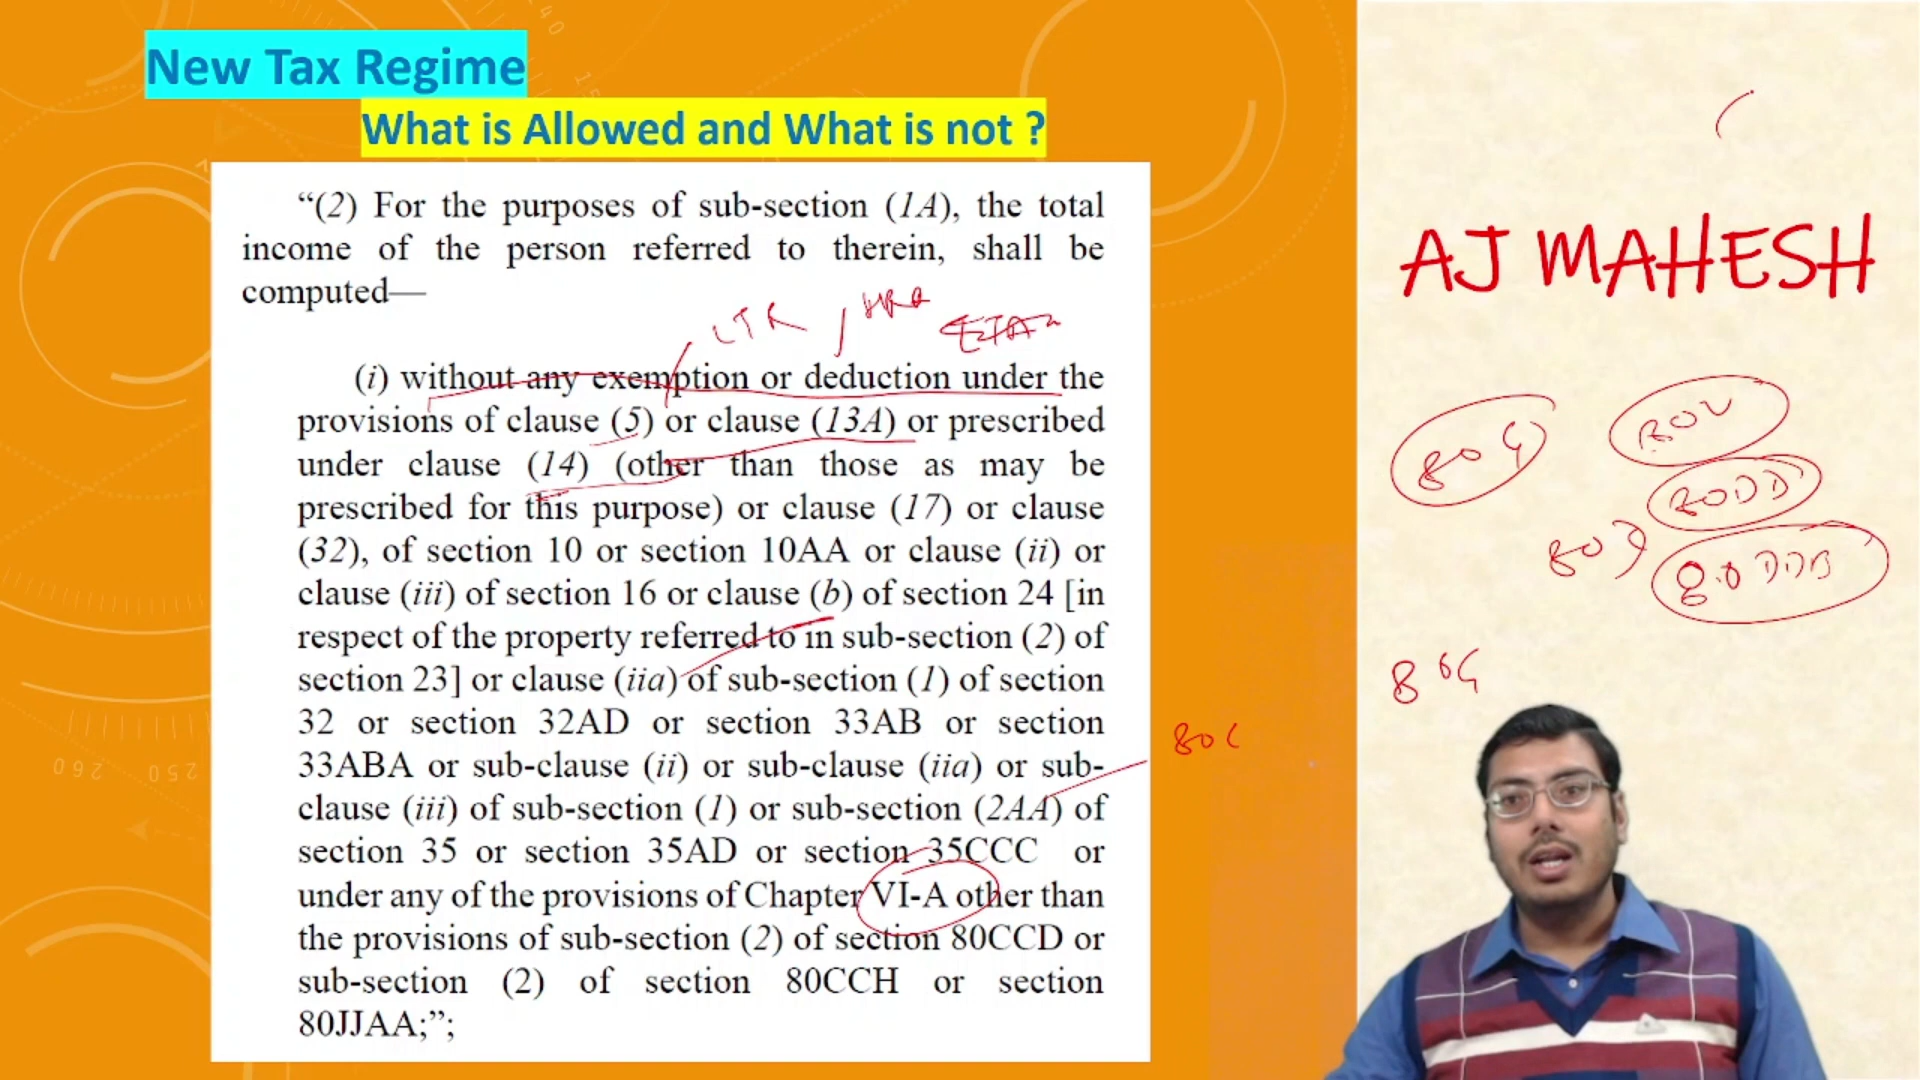 New Tax Regime
What is Allowed and What is not ?
“(2) For the purposes of sub-section (1A), the total
income of the person referred to therein, shall be
computed—
(i) without any exemption or deduction under the
provisions of clause (5) or clause (13A) or prescribed
under clause (14) (other than those as may be
prescribed for this purpose) or clause (17) or clause
(32), of section 10 or section 10AA or clause (ii) or
clause (iii) of section 16 or clause (b) of section 24 [in
respect of the property referred to in sub-section (2) of
section 23] or clause (iia) of sub-section (1) of section
32 or section 32AD or section 33AB or section
33ABA or sub-clause (ii) or sub-clause (iia) or sub-
clause (iii) of sub-section (1) or sub-section (2AA) of
section 35 or section 35AD or section 35CCC or
under any of the provisions of Chapter VI-A other than
the provisions of sub-section (2) of section 80CCD or
sub-section (2) of section 80CCH or section
80JJAA;”;
80C
AJ MAHESH
80G
80U
80DD
80DDB
80G
260 250